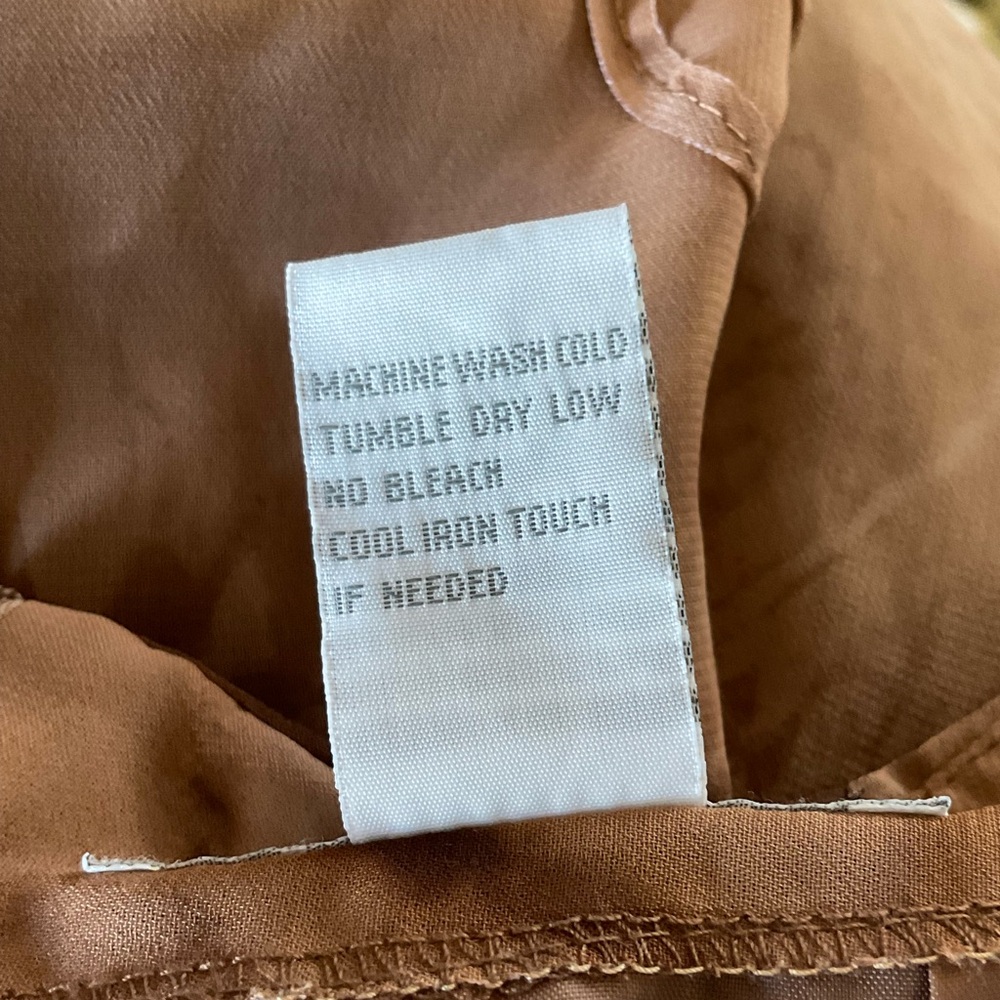 MACHINE WASH COLD
TUMBLE DRY LOW
NO BLEACH
COOL IRON TOUCH
IF NEEDED